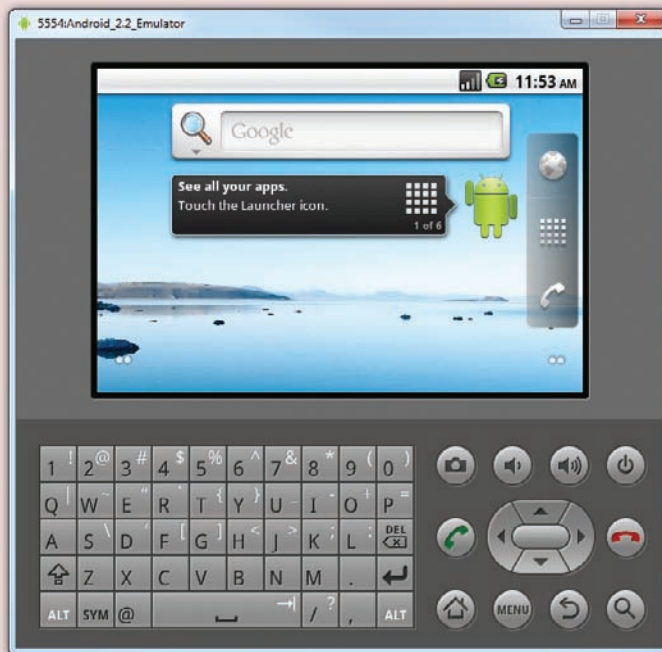 5554:Android_2.2_Emulator
11:53 AM
Google
See all your apps.
Touch the Launcher icon.
1 of 6
1 ! 2 @ 3 # 4 $ 5 % 6 ^ 7 & 8 * 9 ( 0 )
Q | W ~ E " R ` T { Y } U _ I - O + P =
A S \ D ' F [ G ] H < J > K ; L : DEL
Z X C V B N M .
ALT SYM @ / ? , ALT
MENU